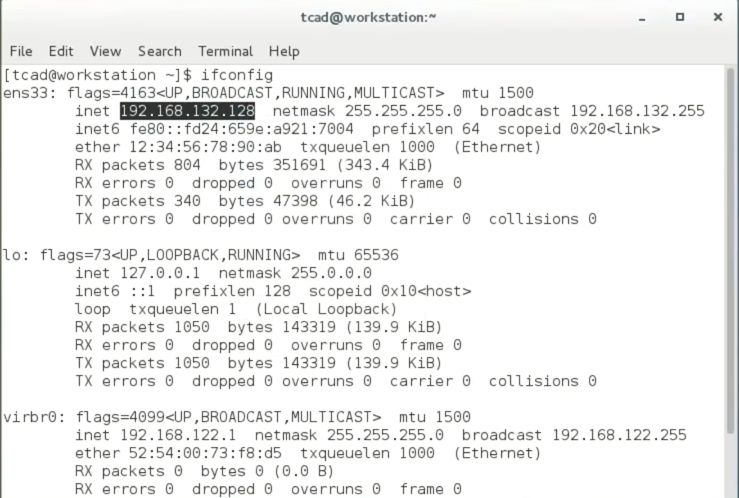 tcad@workstation:~
File Edit View Search Terminal Help
[tcad@workstation ~]$ ifconfig
ens33: flags=4163<UP,BROADCAST,RUNNING,MULTICAST>  mtu 1500
        inet 192.168.132.128  netmask 255.255.255.0  broadcast 192.168.132.255
        inet6 fe80::fd24:659e:a921:7004  prefixlen 64  scopeid 0x20<link>
        ether 12:34:56:78:90:ab  txqueuelen 1000  (Ethernet)
        RX packets 804  bytes 351691 (343.4 KiB)
        RX errors 0  dropped 0  overruns 0  frame 0
        TX packets 340  bytes 47398 (46.2 KiB)
        TX errors 0  dropped 0 overruns 0  carrier 0  collisions 0
lo: flags=73<UP,LOOPBACK,RUNNING>  mtu 65536
        inet 127.0.0.1  netmask 255.0.0.0
        inet6 ::1  prefixlen 128  scopeid 0x10<host>
        loop  txqueuelen 1  (Local Loopback)
        RX packets 1050  bytes 143319 (139.9 KiB)
        RX errors 0  dropped 0  overruns 0  frame 0
        TX packets 1050  bytes 143319 (139.9 KiB)
        TX errors 0  dropped 0 overruns 0  carrier 0  collisions 0
virbr0: flags=4099<UP,BROADCAST,MULTICAST>  mtu 1500
        inet 192.168.122.1  netmask 255.255.255.0  broadcast 192.168.122.255
        ether 52:54:00:73:f8:d5  txqueuelen 1000  (Ethernet)
        RX packets 0  bytes 0 (0.0 B)
        RX errors 0  dropped 0  overruns 0  frame 0